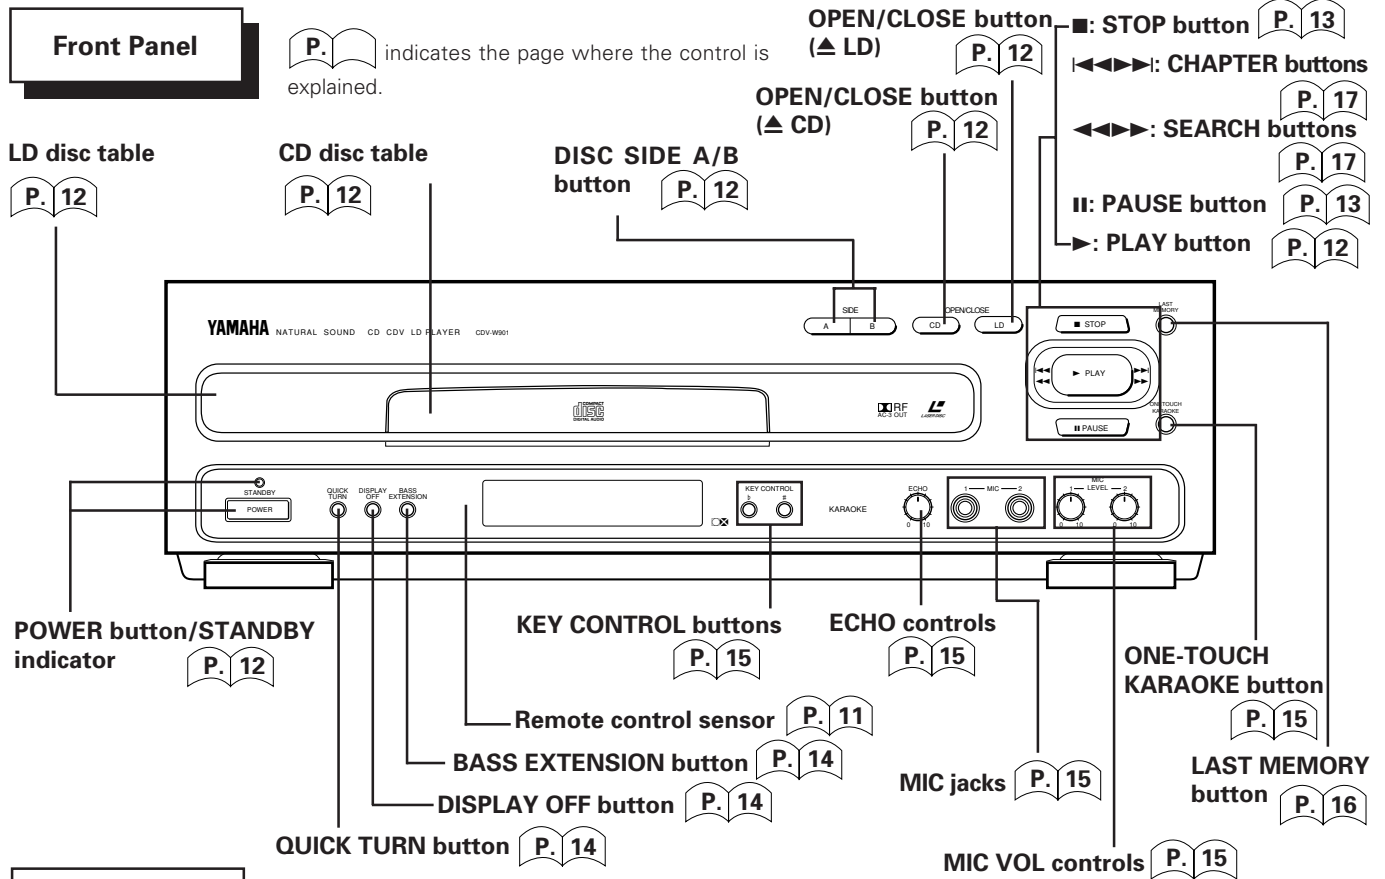 Front Panel
P. indicates the page where the control is
explained.
OPEN/CLOSE button
(▲ LD)
P. 12
■: STOP button P. 13
|◀◀▶▶|: CHAPTER buttons
P. 17
◀◀▶▶: SEARCH buttons
P. 17
II: PAUSE button P. 13
▶: PLAY button P. 12
OPEN/CLOSE button
(▲ CD)
P. 12
LD disc table
P. 12
CD disc table
P. 12
DISC SIDE A/B
button P. 12
YAMAHA NATURAL SOUND CD CDV LD PLAYER CDV-W901
SIDE
A B
OPEN/CLOSE
CD LD
■ STOP
LAST
MEMORY
|◀◀ ▶▶|
▶ PLAY
◀◀ ▶▶
ONE TOUCH
KARAOKE
II PAUSE
COMPACT
disc
DIGITAL AUDIO
RF
AC-3 OUT
LASERDISC
STANDBY
POWER
QUICK
TURN
DISPLAY
OFF
BASS
EXTENSION
KEY CONTROL
♭ #
KARAOKE
ECHO
0 10
1 MIC 2
MIC
1 LEVEL 2
0 10 0 10
POWER button/STANDBY
indicator P. 12
KEY CONTROL buttons
P. 15
ECHO controls
P. 15
ONE-TOUCH
KARAOKE button
P. 15
Remote control sensor P. 11
BASS EXTENSION button P. 14
DISPLAY OFF button P. 14
QUICK TURN button P. 14
MIC jacks P. 15
LAST MEMORY
button P. 16
MIC VOL controls P. 15